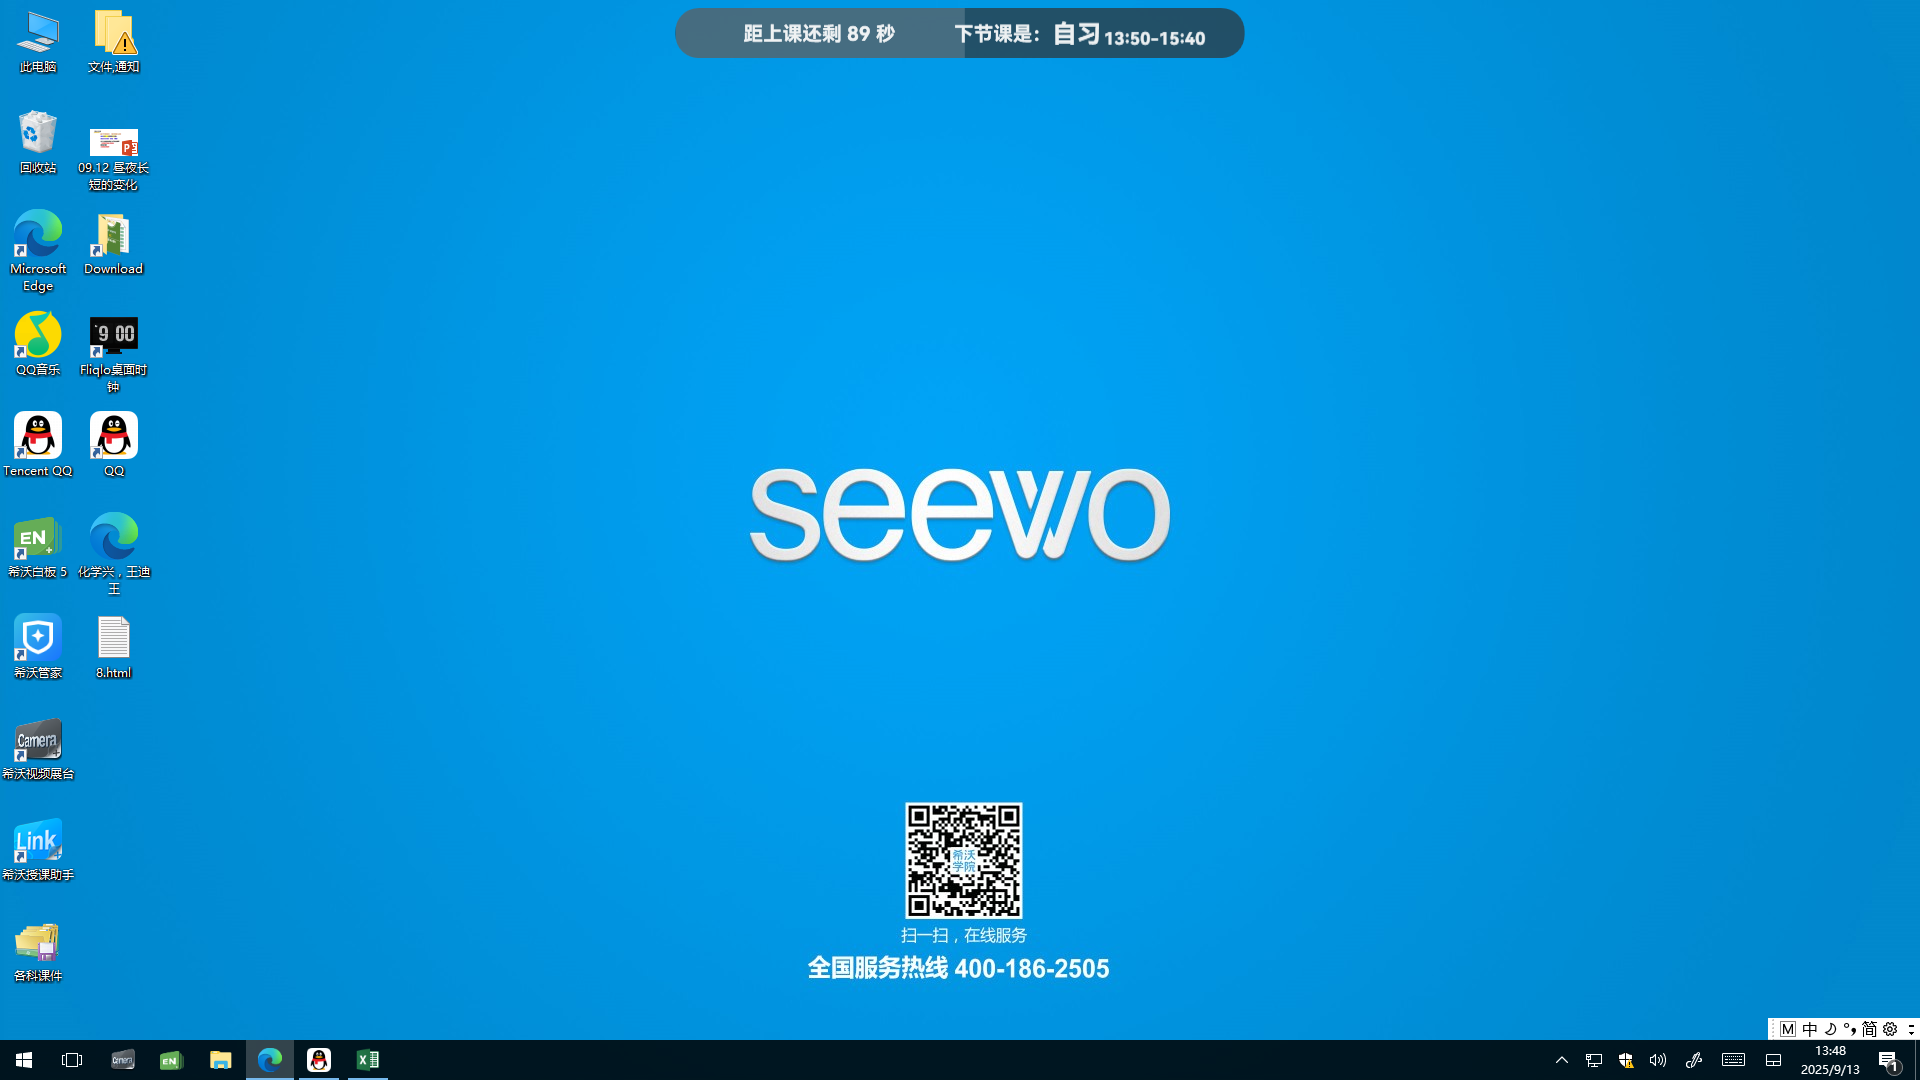 距上课还剩 89 秒
下节课是: 自习 13:50-15:40
此电脑
文件,通知
回收站
09.12 昼夜长
短的变化
Microsoft
Edge
Download
QQ音乐
9 00
Fliqlo桌面时
钟
Tencent QQ
QQ
EN
希沃白板 5
化学兴，王迪
王
希沃管家
8.html
Camera
希沃视频展台
Link
希沃授课助手
各科课件
seewo
希沃
学院
扫一扫，在线服务
全国服务热线 400-186-2505
M 中 简
Camera
EN
13:48
2025/9/13
1